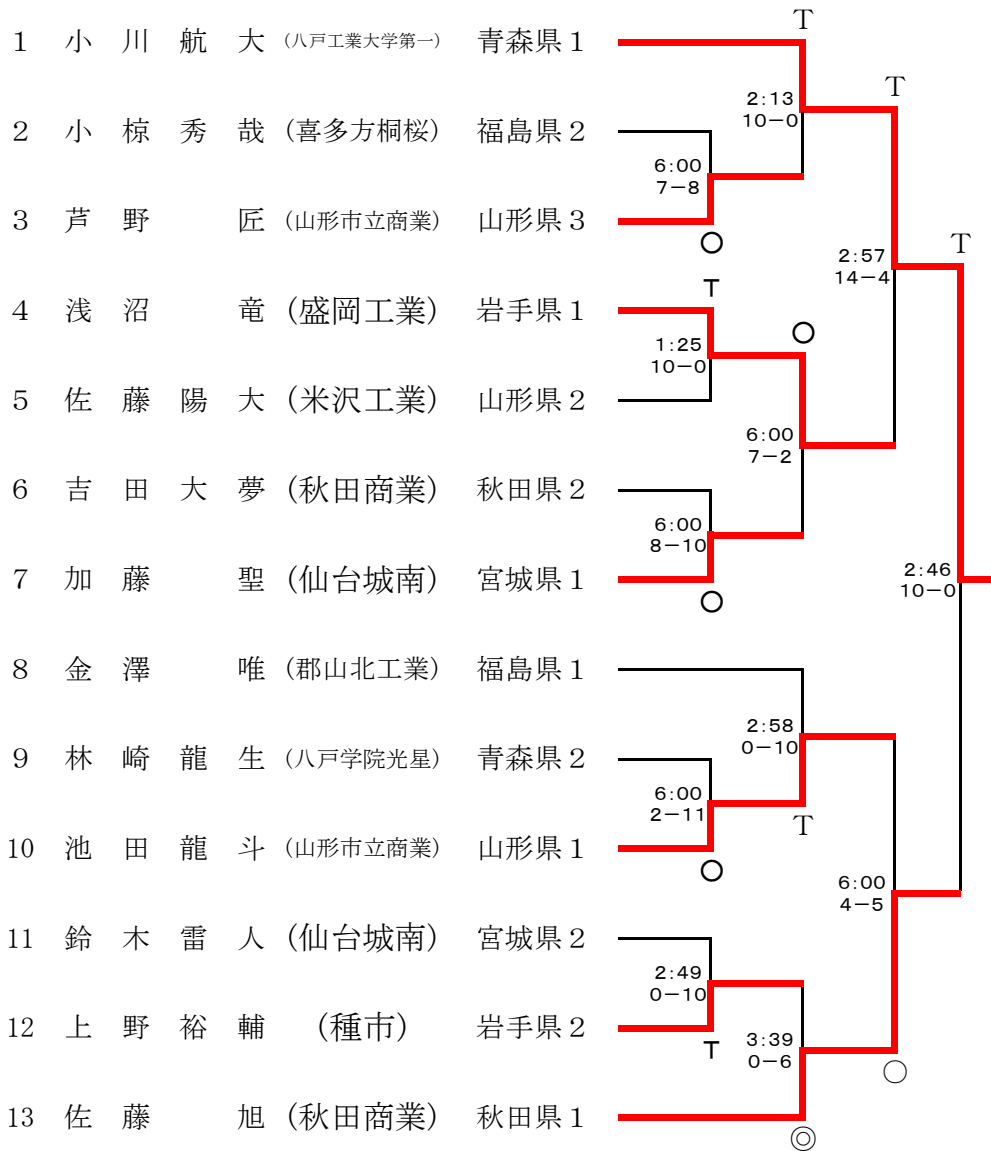 T
1 小川航大 (八戸工業大学第一) 青森県1
T
2:13
10−0
2 小椋秀哉 (喜多方桐桜) 福島県2
6:00
7−8
3 芦野匠 (山形市立商業) 山形県3
○
T
2:57
14−4
T
4 浅沼竜 (盛岡工業) 岩手県1
○
1:25
10−0
5 佐藤陽大 (米沢工業) 山形県2
6:00
7−2
6 吉田大夢 (秋田商業) 秋田県2
6:00
8−10
7 加藤聖 (仙台城南) 宮城県1
2:46
10−0
○
8 金澤唯 (郡山北工業) 福島県1
2:58
0−10
9 林崎龍生 (八戸学院光星) 青森県2
6:00
2−11
T
10 池田龍斗 (山形市立商業) 山形県1
○
6:00
4−5
11 鈴木雷人 (仙台城南) 宮城県2
2:49
0−10
12 上野裕輔 (種市) 岩手県2
T
3:39
0−6
○
13 佐藤旭 (秋田商業) 秋田県1
◎